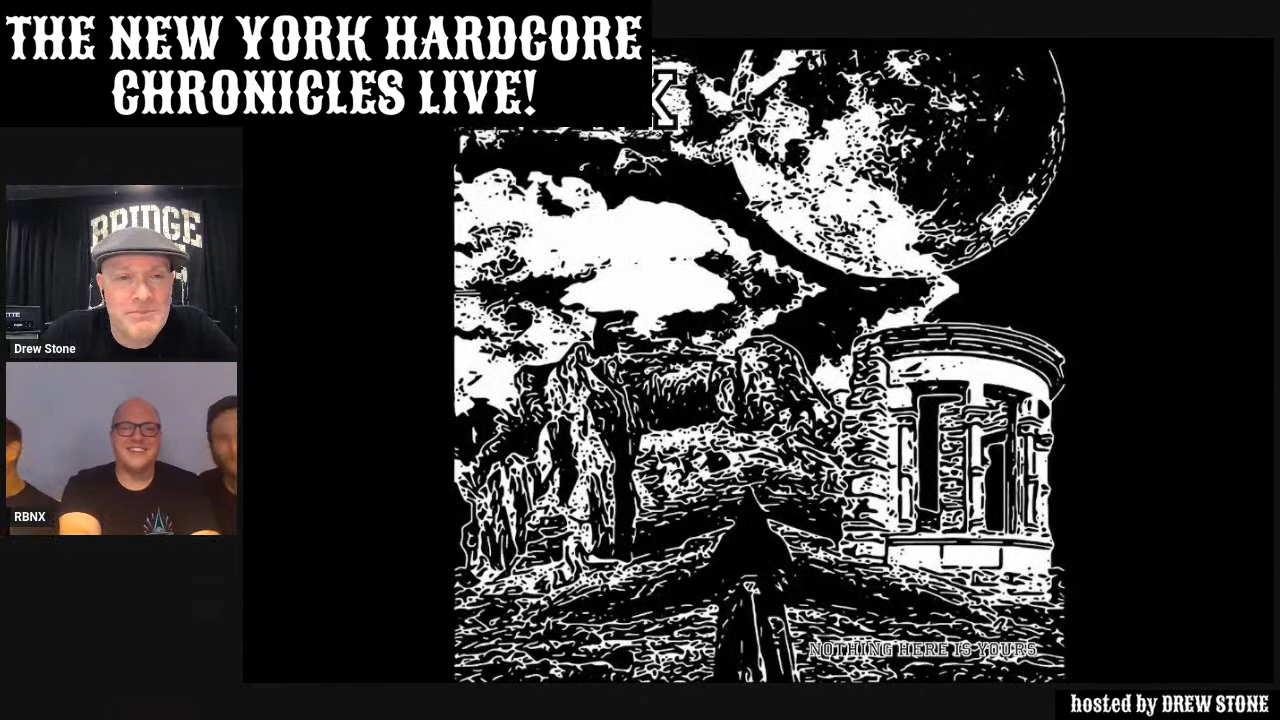 THE NEW YORK HARDCORE
CHRONICLES LIVE!
X
BRIDGE
Drew Stone
RBNX
NOTHING HERE IS YOURS
hosted by DREW STONE